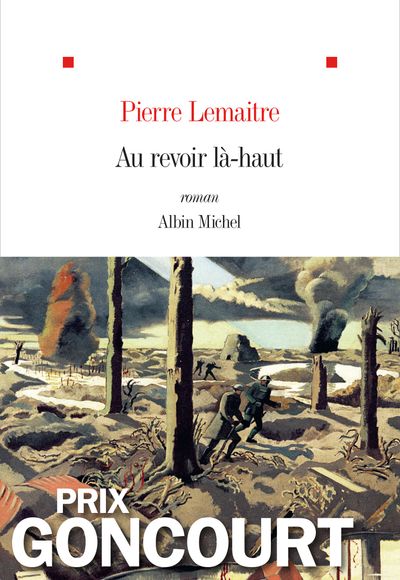 Pierre Lemaitre
Au revoir là-haut
roman
Albin Michel
PRIX
GONCOURT